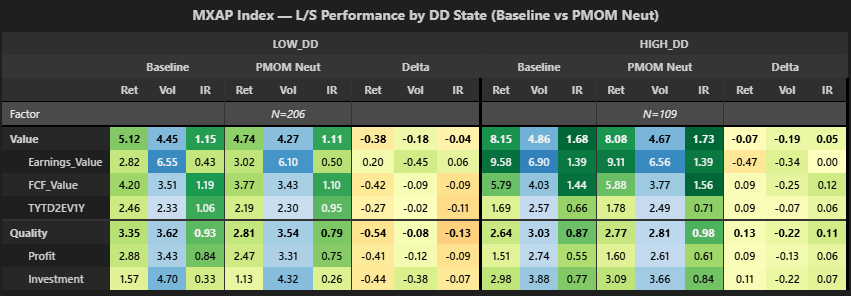 MXAP Index — L/S Performance by DD State (Baseline vs PMOM Neut)
LOW_DD HIGH_DD
Baseline PMOM Neut Delta Baseline PMOM Neut Delta
Ret Vol IR Ret Vol IR Ret Vol IR Ret Vol IR Ret Vol IR Ret Vol IR
Factor N=206 N=109
Value 5.12 4.45 1.15 4.74 4.27 1.11 -0.38 -0.18 -0.04 8.15 4.86 1.68 8.08 4.67 1.73 -0.07 -0.19 0.05
Earnings_Value 2.82 6.55 0.43 3.02 6.10 0.50 0.20 -0.45 0.06 9.58 6.90 1.39 9.11 6.56 1.39 -0.47 -0.34 0.00
FCF_Value 4.20 3.51 1.19 3.77 3.43 1.10 -0.42 -0.09 -0.09 5.79 4.03 1.44 5.88 3.77 1.56 0.09 -0.25 0.12
TYTD2EV1Y 2.46 2.33 1.06 2.19 2.30 0.95 -0.27 -0.02 -0.11 1.69 2.57 0.66 1.78 2.49 0.71 0.09 -0.07 0.06
Quality 3.35 3.62 0.93 2.81 3.54 0.79 -0.54 -0.08 -0.13 2.64 3.03 0.87 2.77 2.81 0.98 0.13 -0.22 0.11
Profit 2.88 3.43 0.84 2.47 3.31 0.75 -0.41 -0.12 -0.09 1.51 2.74 0.55 1.60 2.61 0.61 0.09 -0.13 0.06
Investment 1.57 4.70 0.33 1.13 4.32 0.26 -0.44 -0.38 -0.07 2.98 3.88 0.77 3.09 3.66 0.84 0.11 -0.22 0.07